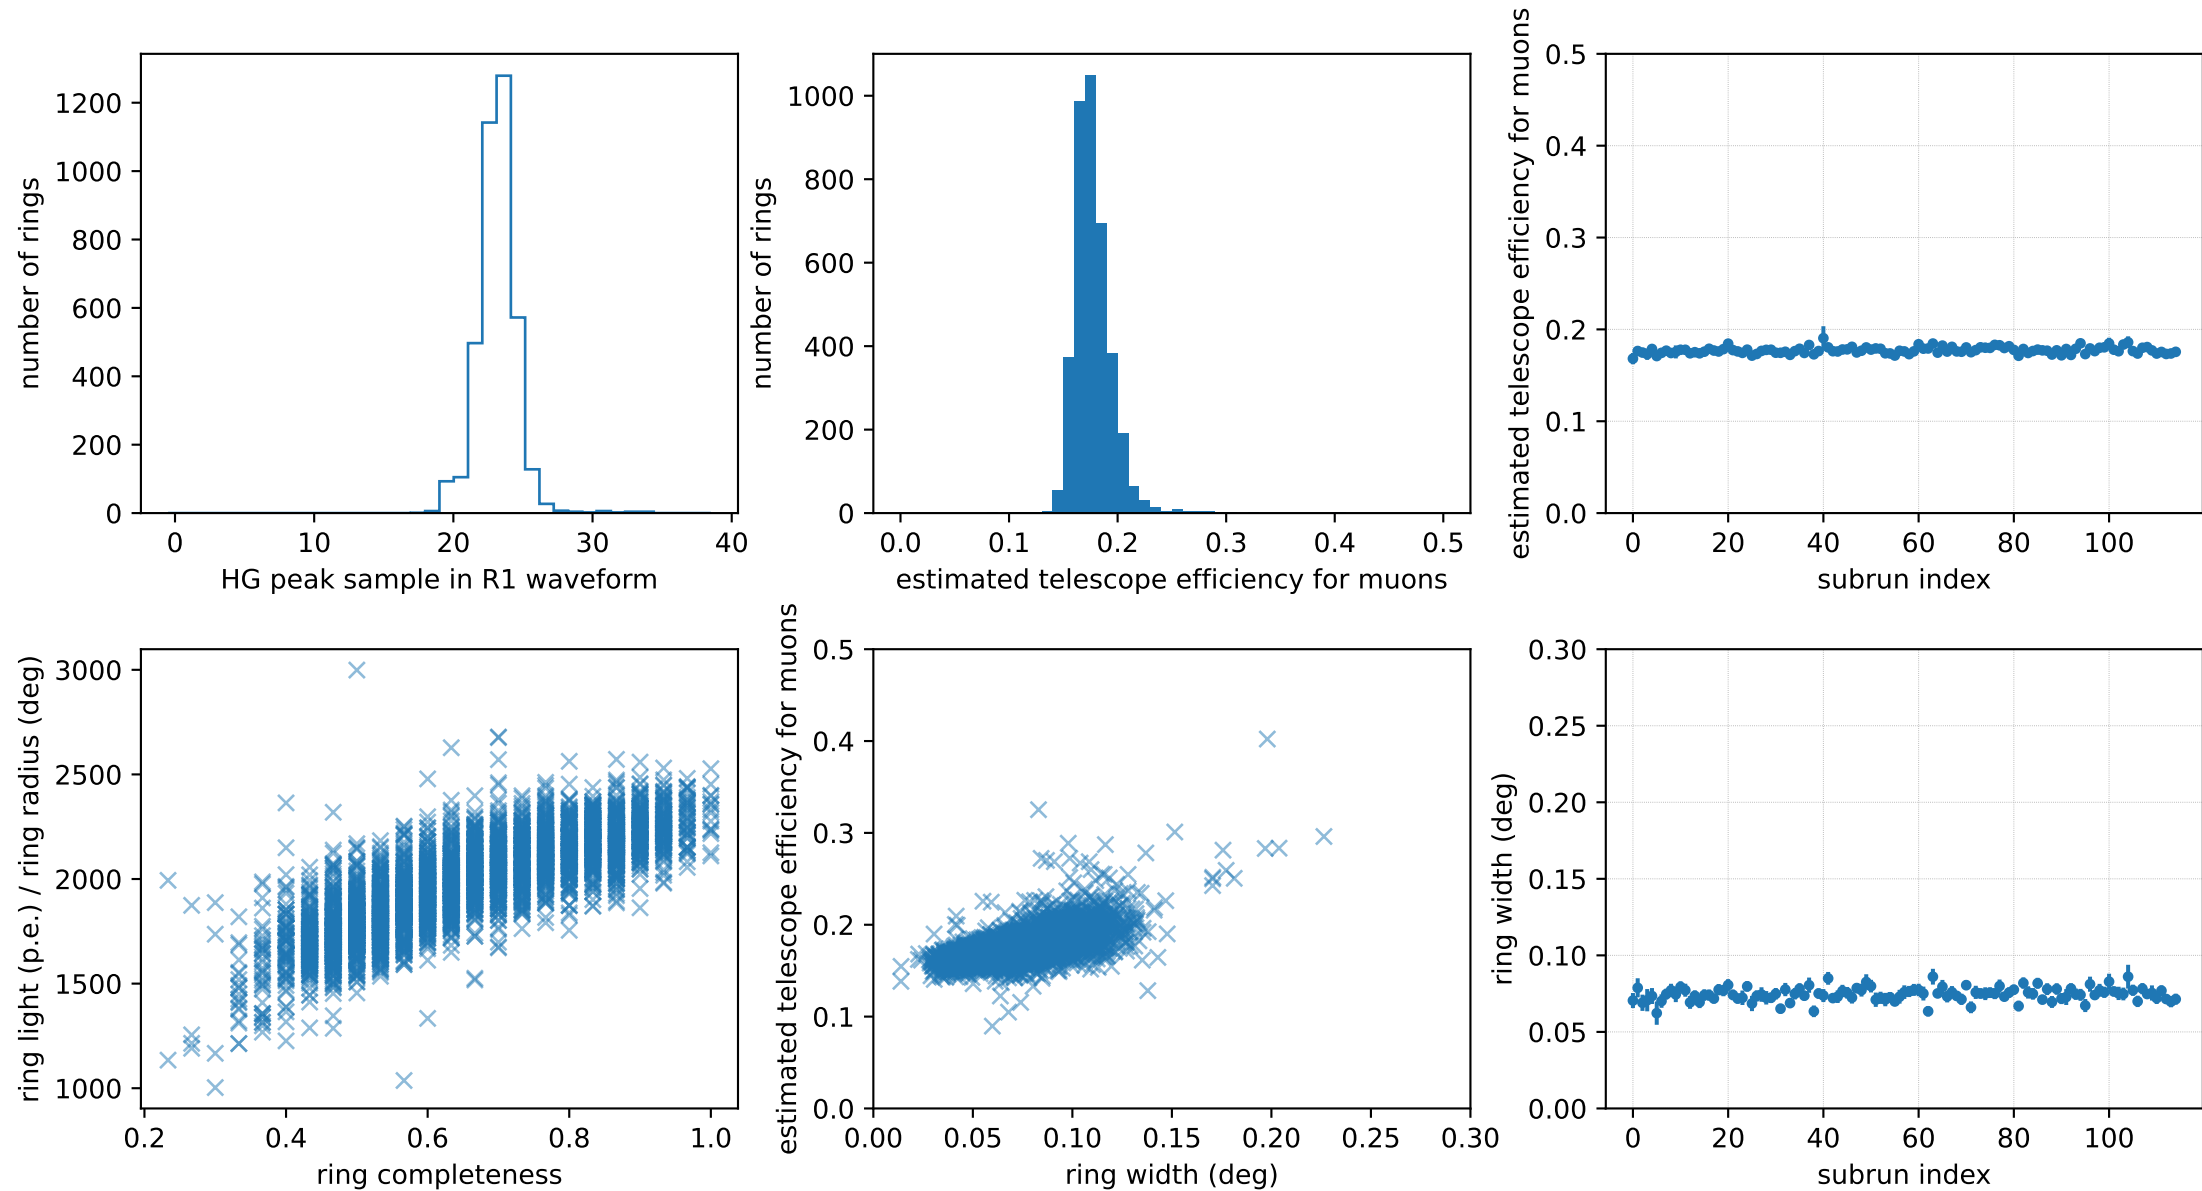 number of rings
1200
1000
800
600
400
200
0
0 10 20 30 40
HG peak sample in R1 waveform
number of rings
1000
800
600
400
200
0
0.0 0.1 0.2 0.3 0.4 0.5
estimated telescope efficiency for muons
estimated telescope efficiency for muons
0.5
0.4
0.3
0.2
0.1
0.0
0 20 40 60 80 100
subrun index
ring light (p.e.) / ring radius (deg)
3000
2500
2000
1500
1000
0.2 0.4 0.6 0.8 1.0
ring completeness
estimated telescope efficiency for muons
0.5
0.4
0.3
0.2
0.1
0.0
0.00 0.05 0.10 0.15 0.20 0.25 0.30
ring width (deg)
ring width (deg)
0.30
0.25
0.20
0.15
0.10
0.05
0.00
0 20 40 60 80 100
subrun index